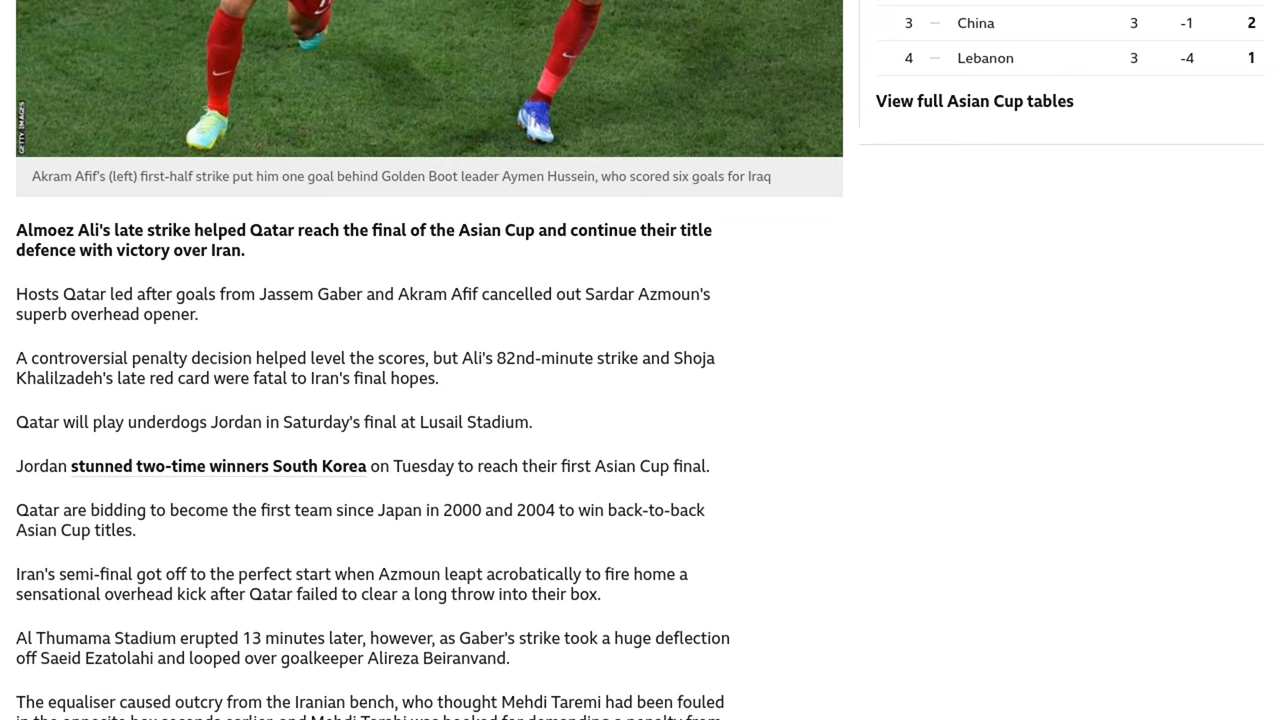 3 — China 3 -1 2
4 — Lebanon 3 -4 1
View full Asian Cup tables
GETTY IMAGES
Akram Afif's (left) first-half strike put him one goal behind Golden Boot leader Aymen Hussein, who scored six goals for Iraq
Almoez Ali's late strike helped Qatar reach the final of the Asian Cup and continue their title
defence with victory over Iran.
Hosts Qatar led after goals from Jassem Gaber and Akram Afif cancelled out Sardar Azmoun's
superb overhead opener.
A controversial penalty decision helped level the scores, but Ali's 82nd-minute strike and Shoja
Khalilzadeh's late red card were fatal to Iran's final hopes.
Qatar will play underdogs Jordan in Saturday's final at Lusail Stadium.
Jordan stunned two-time winners South Korea on Tuesday to reach their first Asian Cup final.
Qatar are bidding to become the first team since Japan in 2000 and 2004 to win back-to-back
Asian Cup titles.
Iran's semi-final got off to the perfect start when Azmoun leapt acrobatically to fire home a
sensational overhead kick after Qatar failed to clear a long throw into their box.
Al Thumama Stadium erupted 13 minutes later, however, as Gaber's strike took a huge deflection
off Saeid Ezatolahi and looped over goalkeeper Alireza Beiranvand.
The equaliser caused outcry from the Iranian bench, who thought Mehdi Taremi had been fouled